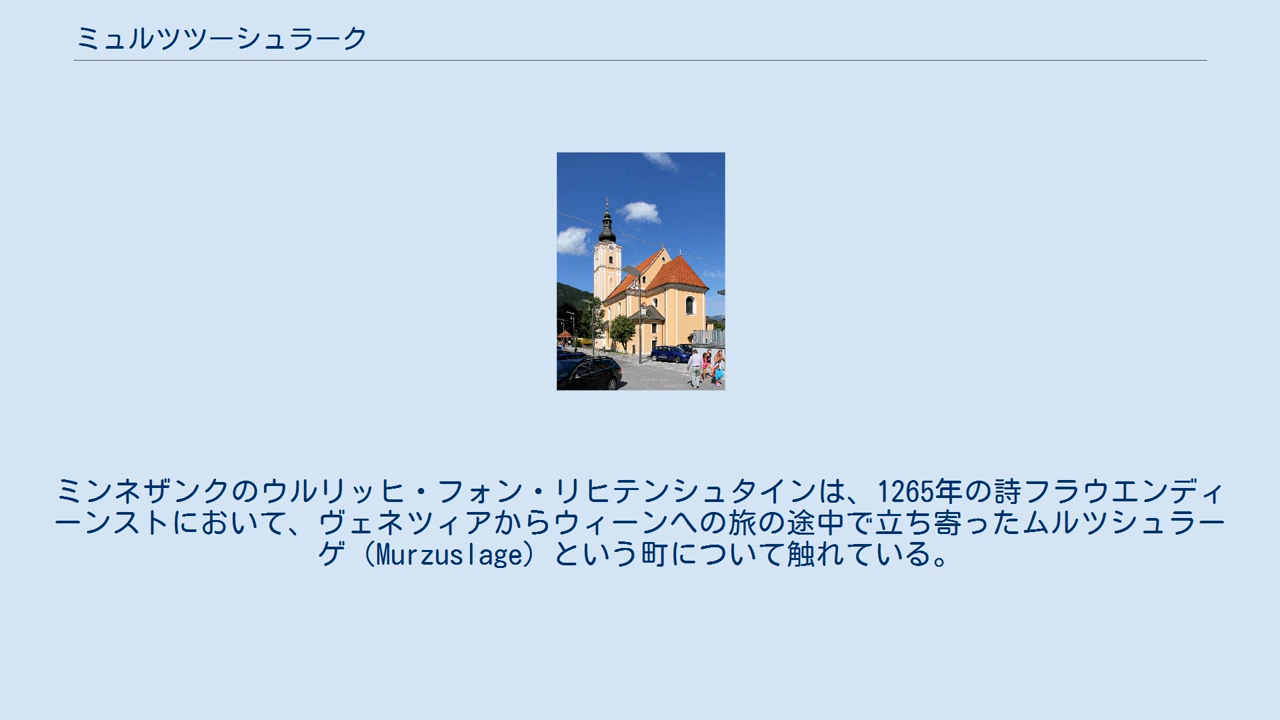 ミュルツツーシュラーク
ミンネザンクのウルリッヒ・フォン・リヒテンシュタインは、1265年の詩フラウエンディ
ーンストにおいて、ヴェネツィアからウィーンへの旅の途中で立ち寄ったムルツシュラー
ゲ（Murzuslage）という町について触れている。